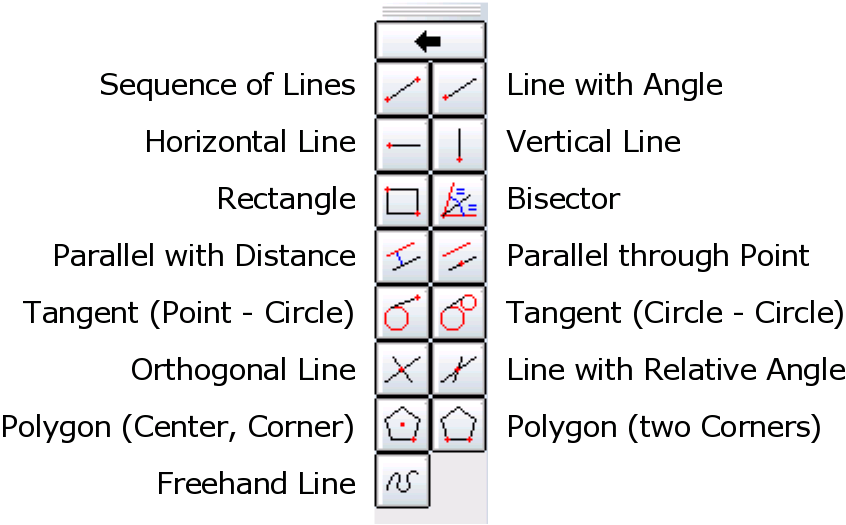 Sequence of Lines
Line with Angle
Horizontal Line
Vertical Line
Rectangle
Bisector
Parallel with Distance
Parallel through Point
Tangent (Point - Circle)
Tangent (Circle - Circle)
Orthogonal Line
Line with Relative Angle
Polygon (Center, Corner)
Polygon (two Corners)
Freehand Line